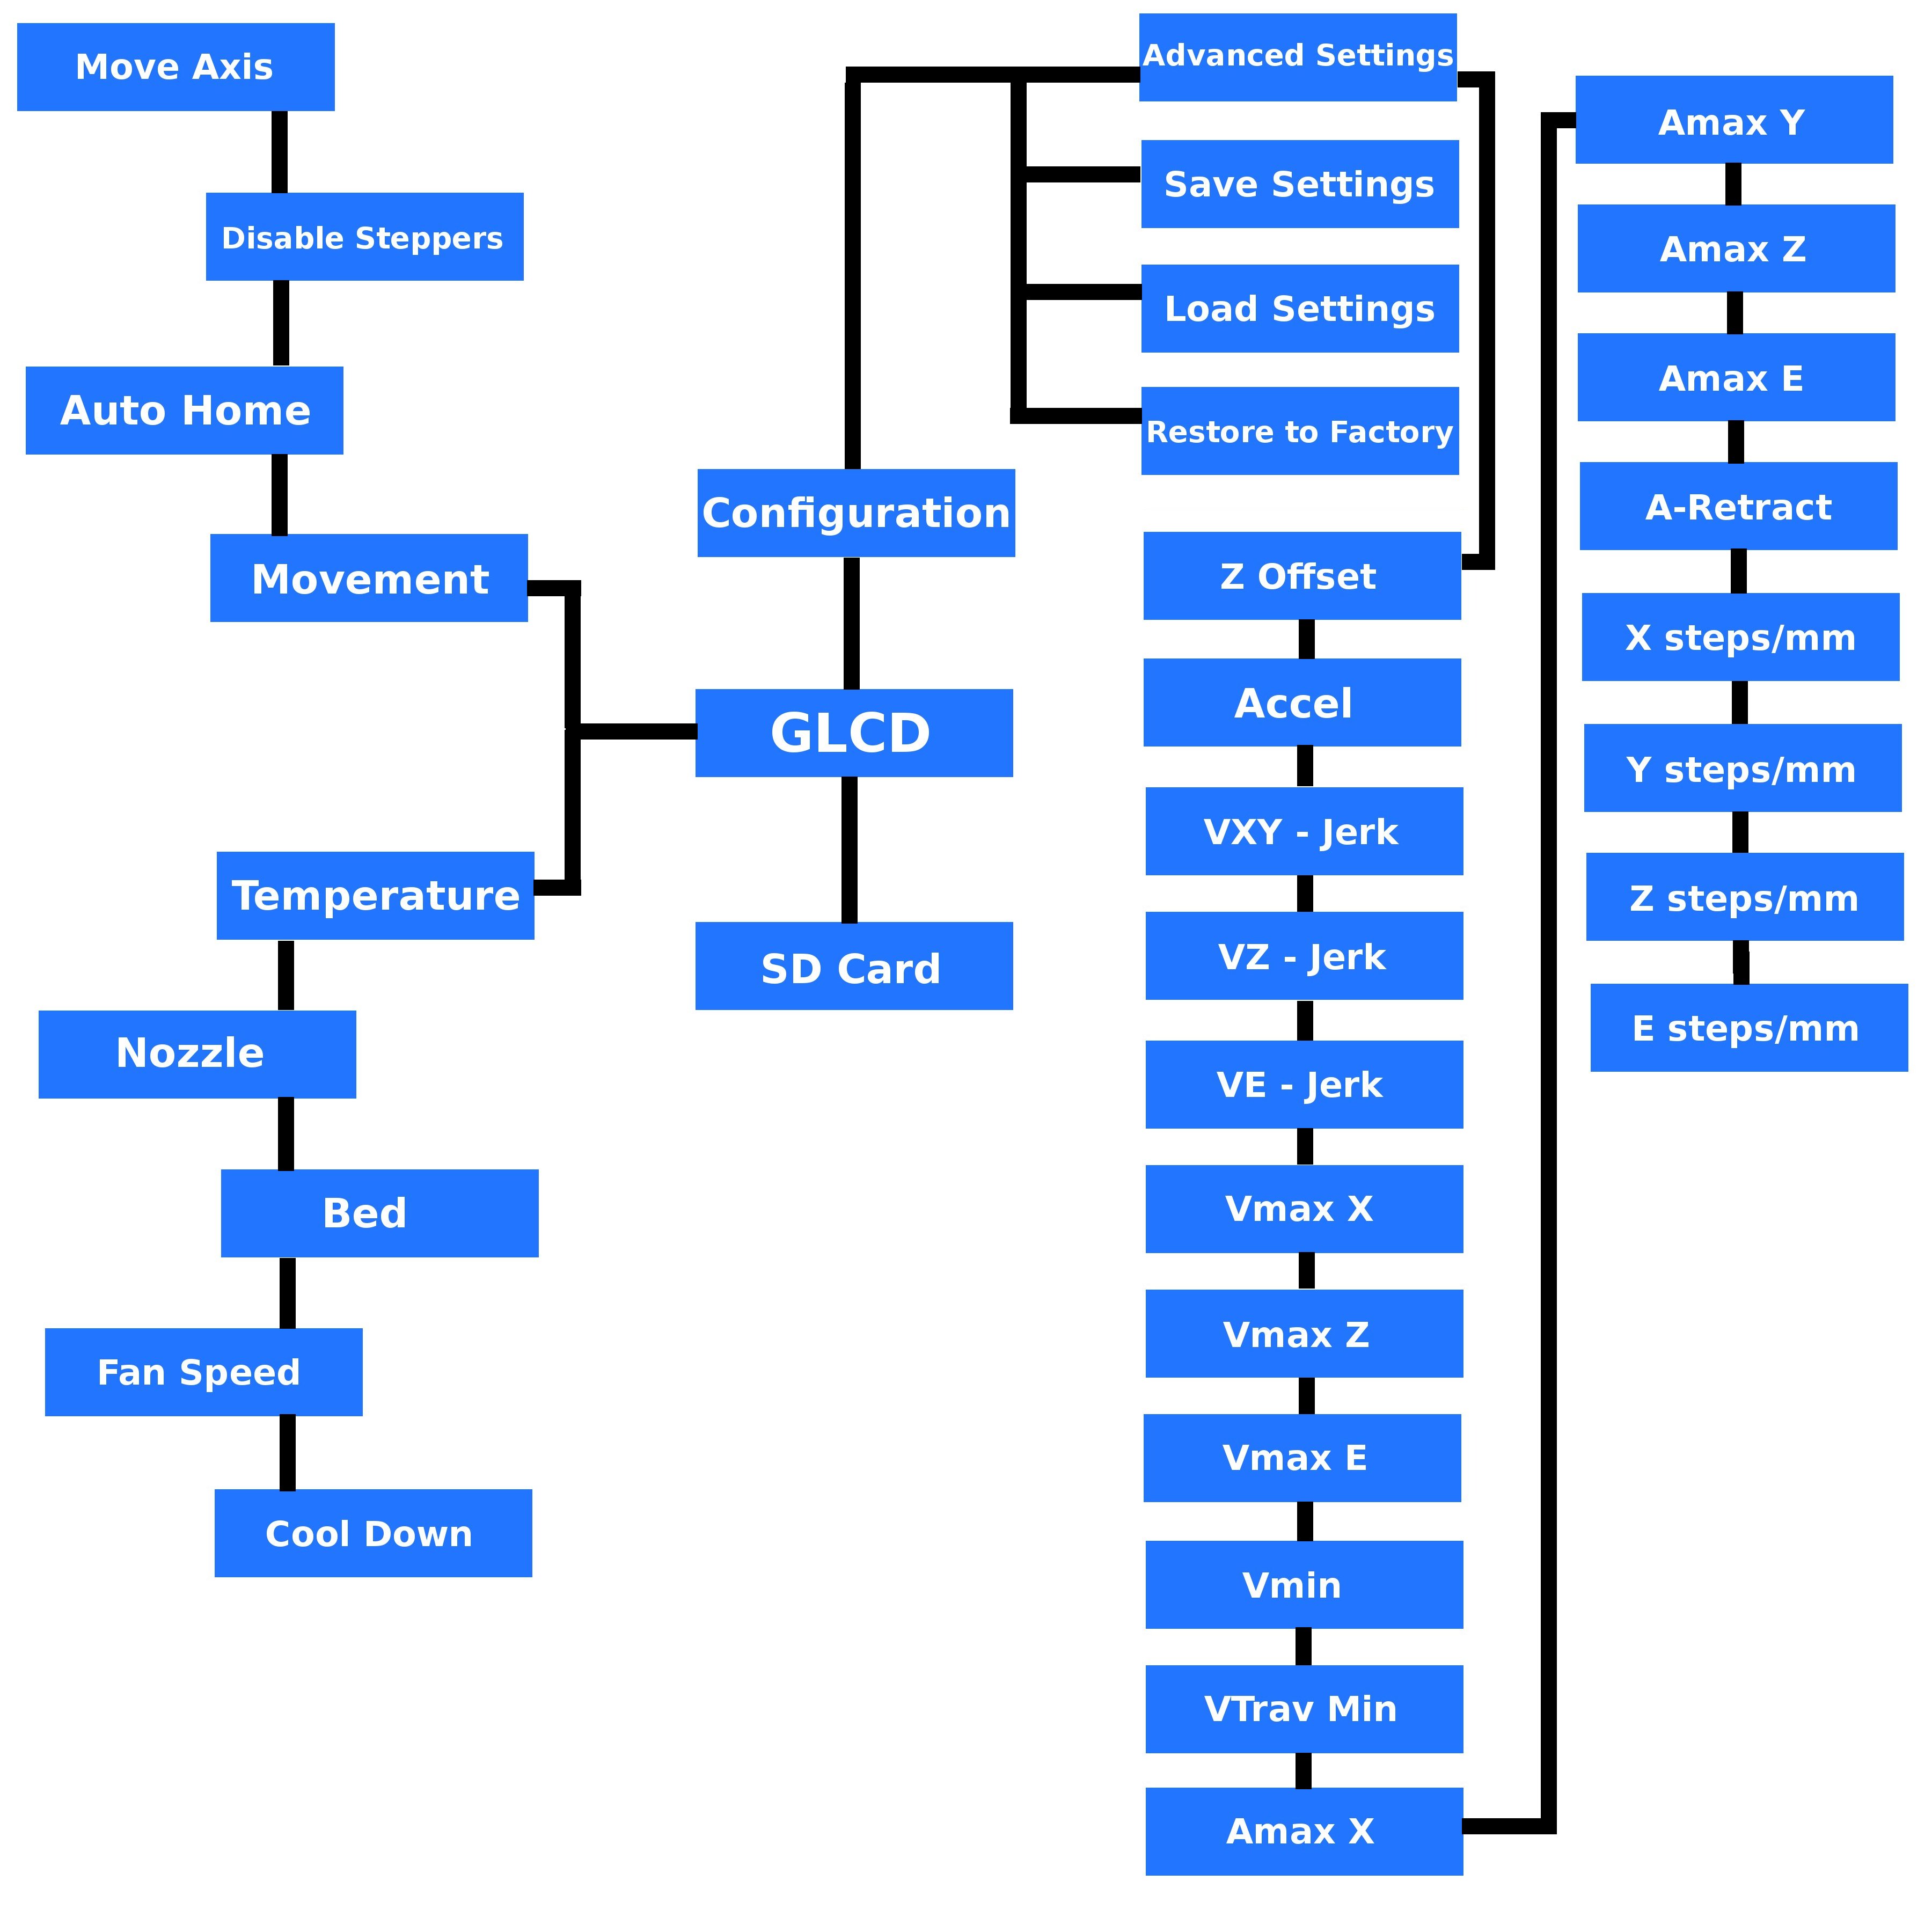 Move Axis
Disable Steppers
Auto Home
Movement
Temperature
Nozzle
Bed
Fan Speed
Cool Down
Configuration
GLCD
SD Card
Advanced Settings
Save Settings
Load Settings
Restore to Factory
Z Offset
Accel
VXY - Jerk
VZ - Jerk
VE - Jerk
Vmax X
Vmax Z
Vmax E
Vmin
VTrav Min
Amax X
Amax Y
Amax Z
Amax E
A-Retract
X steps/mm
Y steps/mm
Z steps/mm
E steps/mm